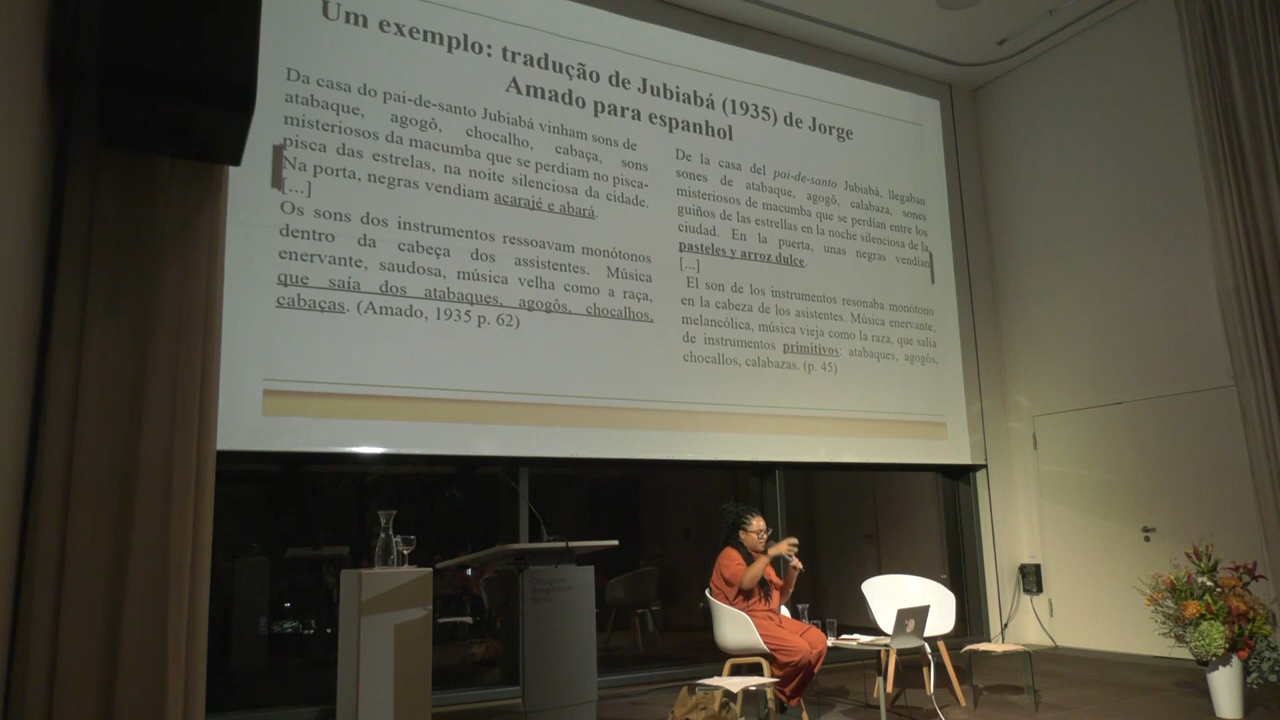 Um exemplo: tradução de Jubiabá (1935) de Jorge
Amado para espanhol
Da casa do pai-de-santo Jubiabá vinham sons de
atabaque, agogô, chocalho, cabaça, sons
misteriosos da macumba que se perdiam no pisca-
pisca das estrelas, na noite silenciosa da cidade.
Na porta, negras vendiam acarajé e abará.
[...]
Os sons dos instrumentos ressoavam monótonos
dentro da cabeça dos assistentes. Música
enervante, saudosa, música velha como a raça,
que saía dos atabaques, agogôs, chocalhos,
cabaças. (Amado, 1935 p. 62)
De la casa del pai-de-santo Jubiabá, llegaban
sones de atabaque, agogô, calabaza, sones
misteriosos de macumba que se perdían entre los
guiños de las estrellas en la noche silenciosa de la
ciudad. En la puerta, unas negras vendían
pasteles y arroz dulce.
[...]
El son de los instrumentos resonaba monótono
en la cabeza de los asistentes. Música enervante,
melancólica, música vieja como la raza, que salía
de instrumentos primitivos: atabaques, agogôs,
chocallos, calabazas. (p. 45)